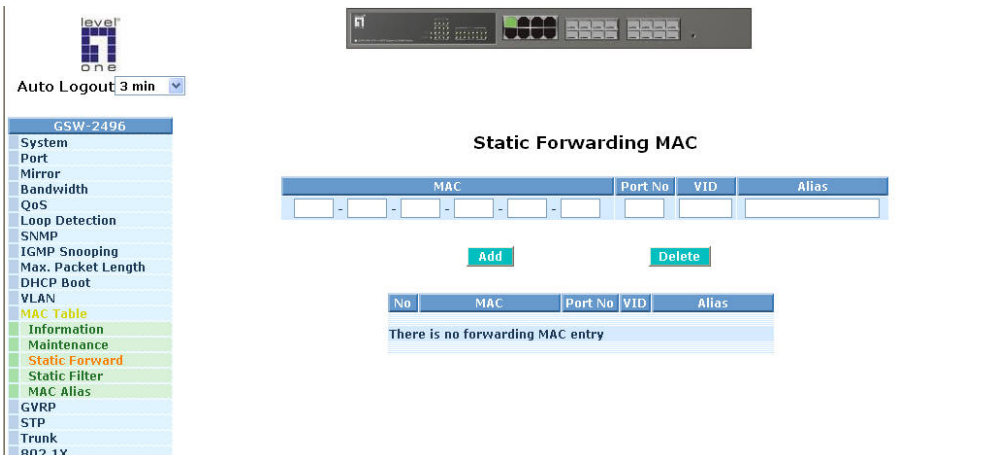 level
one
Auto Logout 3 min
GSW-2496
System
Port
Mirror
Bandwidth
QoS
Loop Detection
SNMP
IGMP Snooping
Max. Packet Length
DHCP Boot
VLAN
MAC Table
Information
Maintenance
Static Forward
Static Filter
MAC Alias
GVRP
STP
Trunk
802.1X
Static Forwarding MAC
MAC Port No VID Alias
- - - - -
Add Delete
No MAC Port No VID Alias
There is no forwarding MAC entry